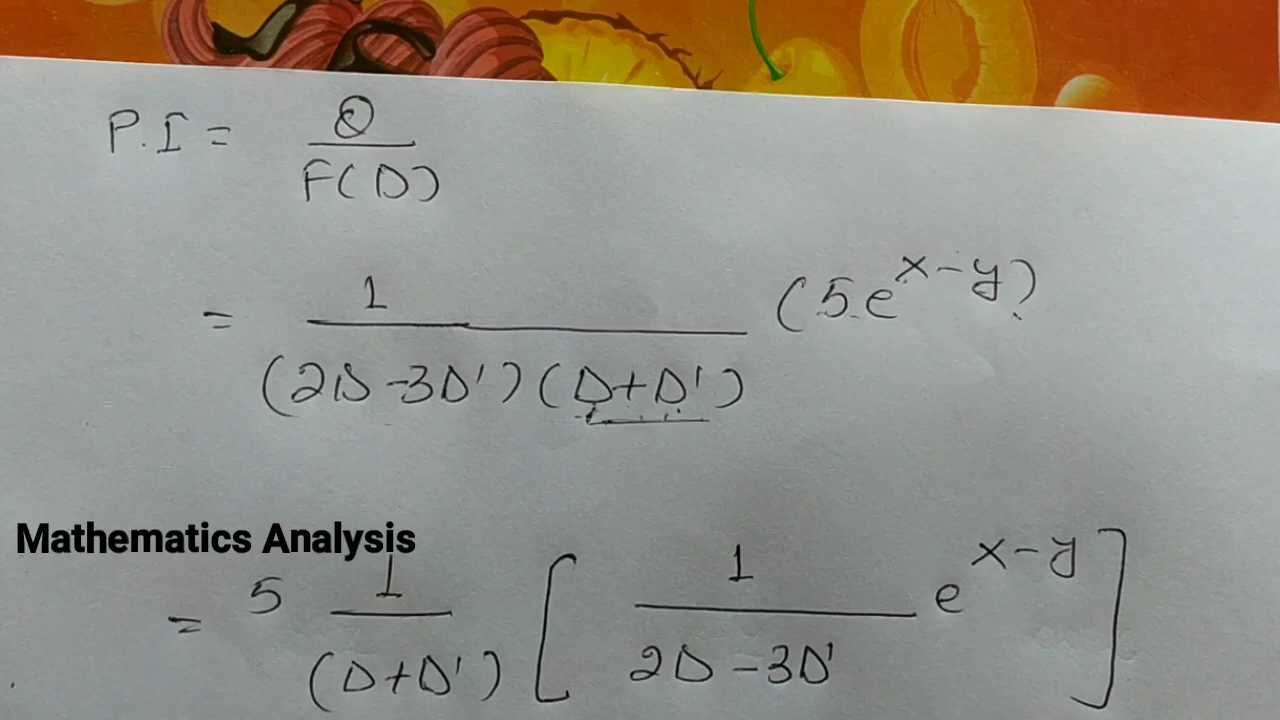 P.I = Q / F(D)
= 1 / (2D-3D')(D+D') (5e^x-y)
Mathematics Analysis
= 5 1 / (D+D') [ 1 / 2D-3D' e^x-y ]